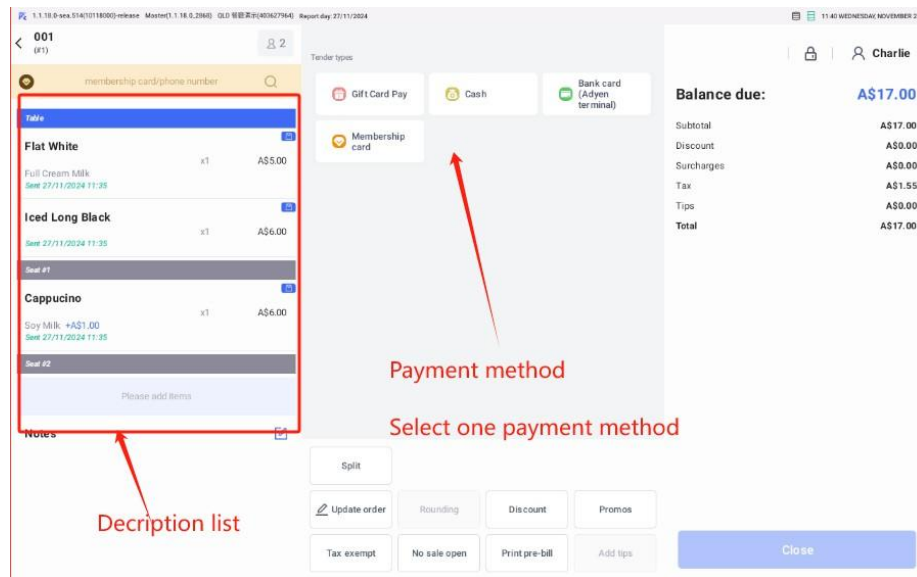 1.1.18.0-sea.514(10118000)-release Master(1.1.18.0_2868) QLD 餐厅演示(403627964) Report day: 27/11/2024
11:40 WEDNESDAY, NOVEMBER 2
001
(#1)
2
membership card/phone number
Table
Flat White
x1 A$5.00
Full Cream Milk
Sent 27/11/2024 11:35
Iced Long Black
x1 A$6.00
Sent 27/11/2024 11:35
Seat #1
Cappucino
x1 A$6.00
Soy Milk +A$1.00
Sent 27/11/2024 11:35
Seat #2
Please add items
Notes
Decription list
Tender types
Gift Card Pay
Cash
Bank card
(Adyen
terminal)
Membership
card
Payment method
Select one payment method
Split
Update order Rounding Discount Promos
Tax exempt No sale open Print pre-bill Add tips
Charlie
Balance due: A$17.00
Subtotal A$17.00
Discount A$0.00
Surcharges A$0.00
Tax A$1.55
Tips A$0.00
Total A$17.00
Close